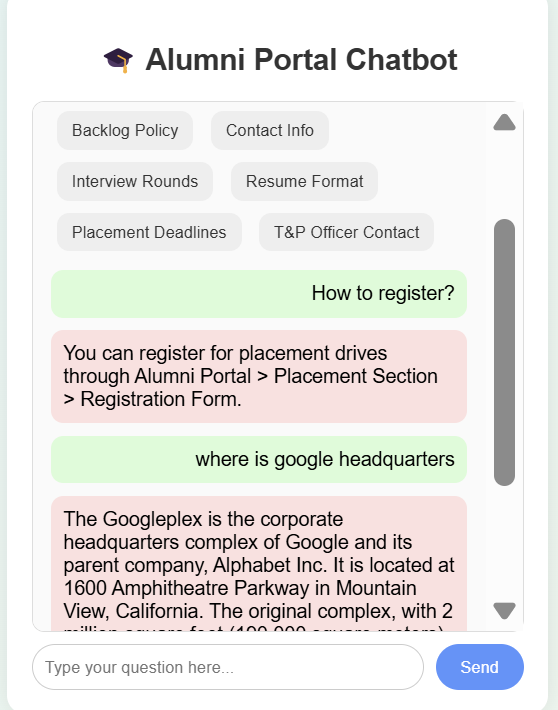 Alumni Portal Chatbot
Backlog Policy
Contact Info
Interview Rounds
Resume Format
Placement Deadlines
T&P Officer Contact
How to register?
You can register for placement drives
through Alumni Portal > Placement Section
> Registration Form.
where is google headquarters
The Googleplex is the corporate
headquarters complex of Google and its
parent company, Alphabet Inc. It is located at
1600 Amphitheatre Parkway in Mountain
View, California. The original complex, with 2
Type your question here...
Send